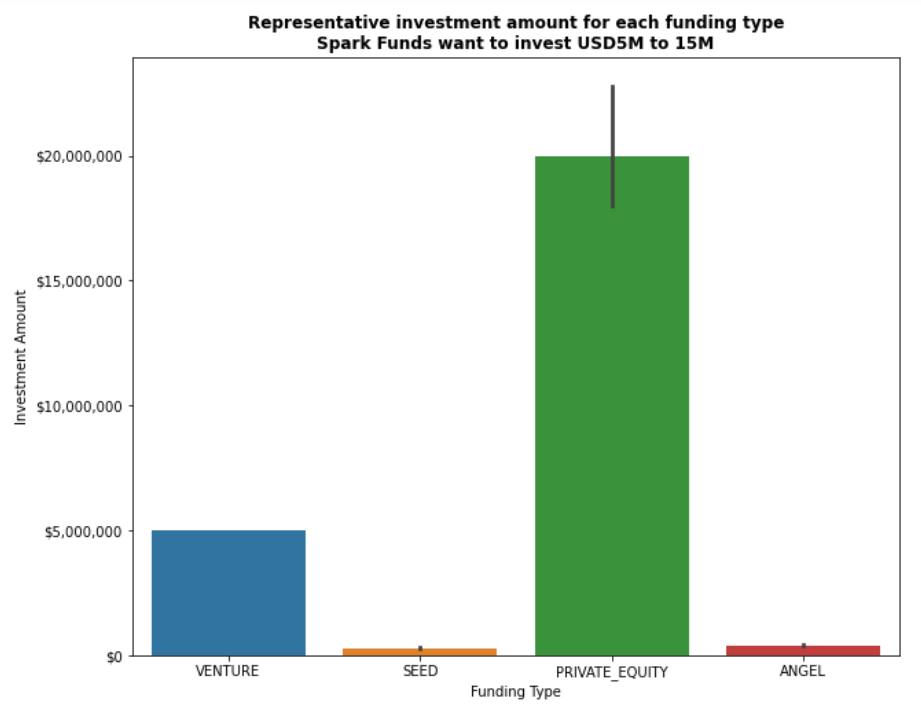 Representative investment amount for each funding type
Spark Funds want to invest USD5M to 15M
$20,000,000
$15,000,000
$10,000,000
$5,000,000
$0
Investment Amount
VENTURE
SEED
PRIVATE_EQUITY
ANGEL
Funding Type